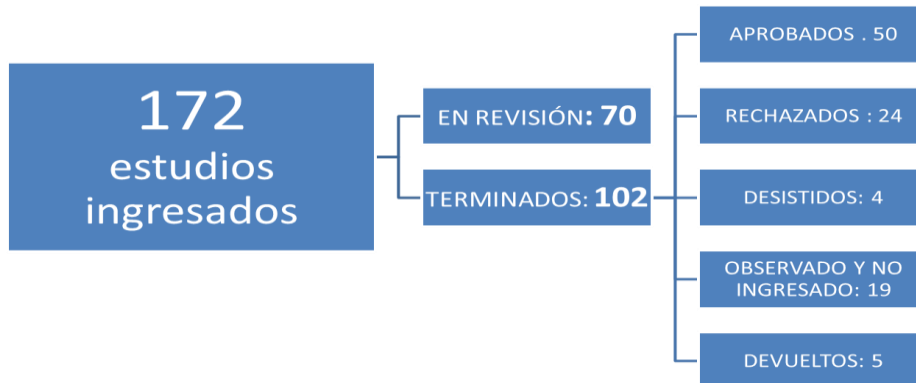 172
estudios
ingresados
EN REVISIÓN: 70
TERMINADOS: 102
APROBADOS . 50
RECHAZADOS : 24
DESISTIDOS: 4
OBSERVADO Y NO
INGRESADO: 19
DEVUELTOS: 5